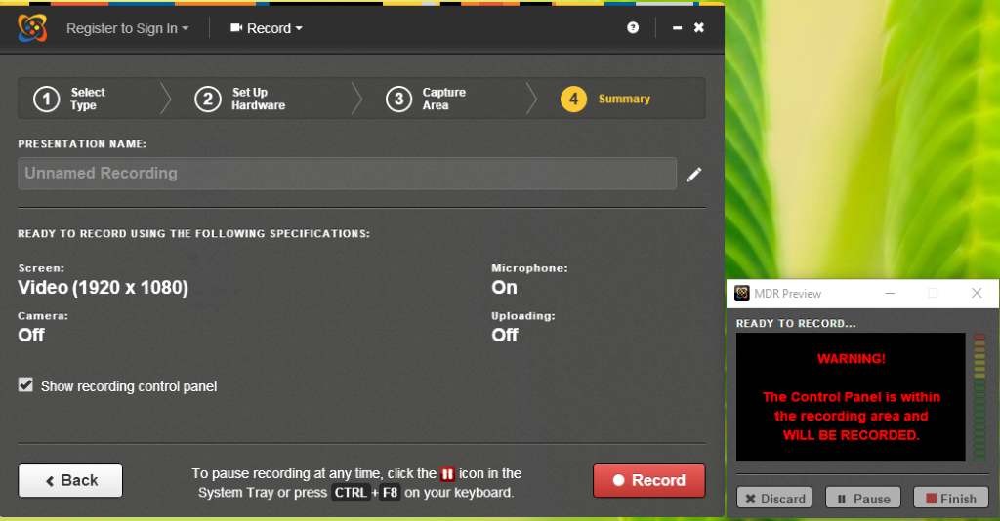 Register to Sign In
Record
1 Select Type
2 Set Up Hardware
3 Capture Area
4 Summary
PRESENTATION NAME:
Unnamed Recording
READY TO RECORD USING THE FOLLOWING SPECIFICATIONS:
Screen:
Video (1920 x 1080)
Microphone:
On
Camera:
Off
Uploading:
Off
Show recording control panel
Back
To pause recording at any time, click the icon in the
System Tray or press CTRL + F8 on your keyboard.
Record
MDR Preview
READY TO RECORD...
WARNING!
The Control Panel is within
the recording area and
WILL BE RECORDED.
Discard
Pause
Finish